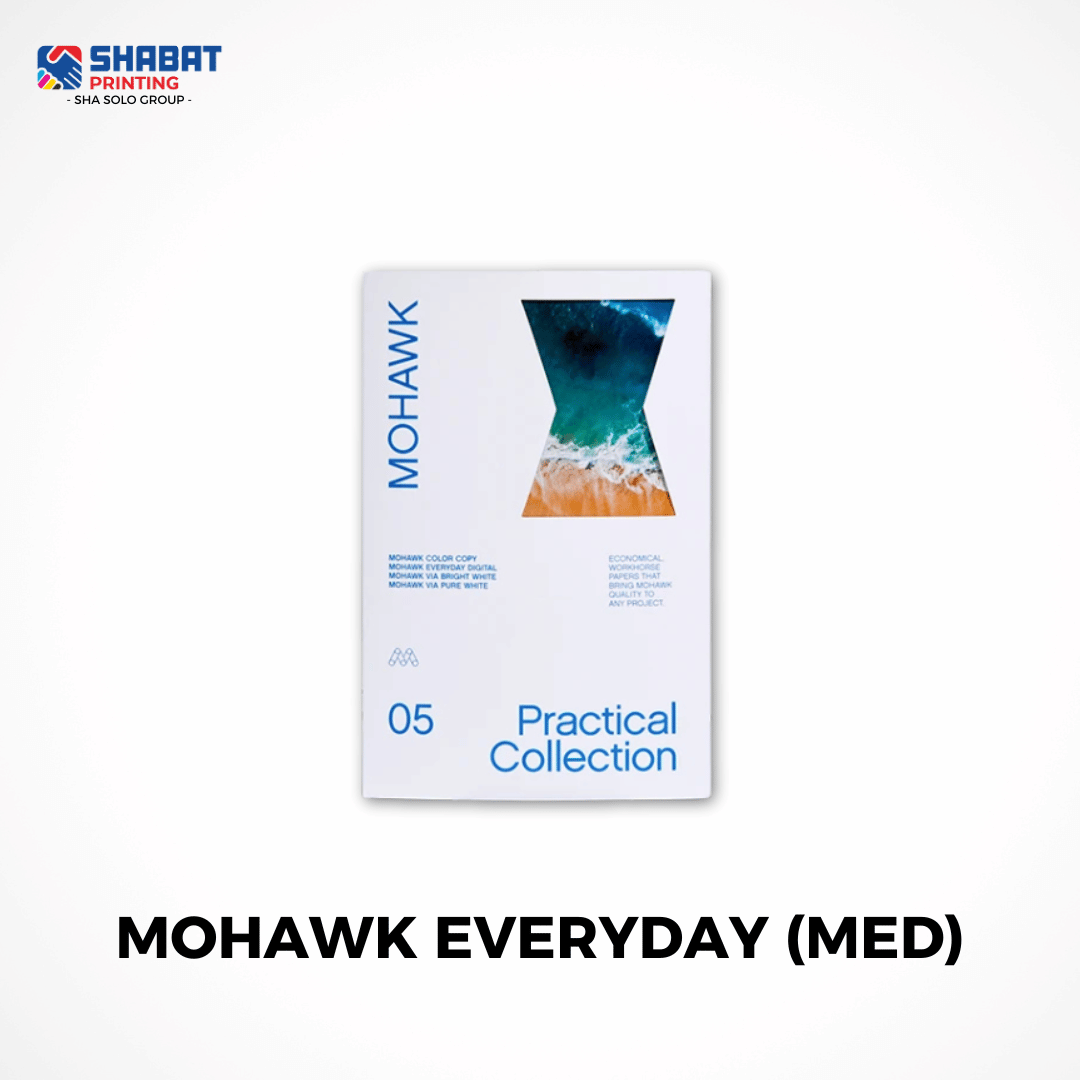 SHABAT
PRINTING
- SHA SOLO GROUP -
MOHAWK
MOHAWK COLOR COPY
MOHAWK EVERYDAY DIGITAL
MOHAWK VIA BRIGHT WHITE
MOHAWK VIA PURE WHITE
ECONOMICAL,
WORKHORSE
PAPERS THAT
BRING MOHAWK
QUALITY TO
ANY PROJECT.
05
Practical
Collection
MOHAWK EVERYDAY (MED)